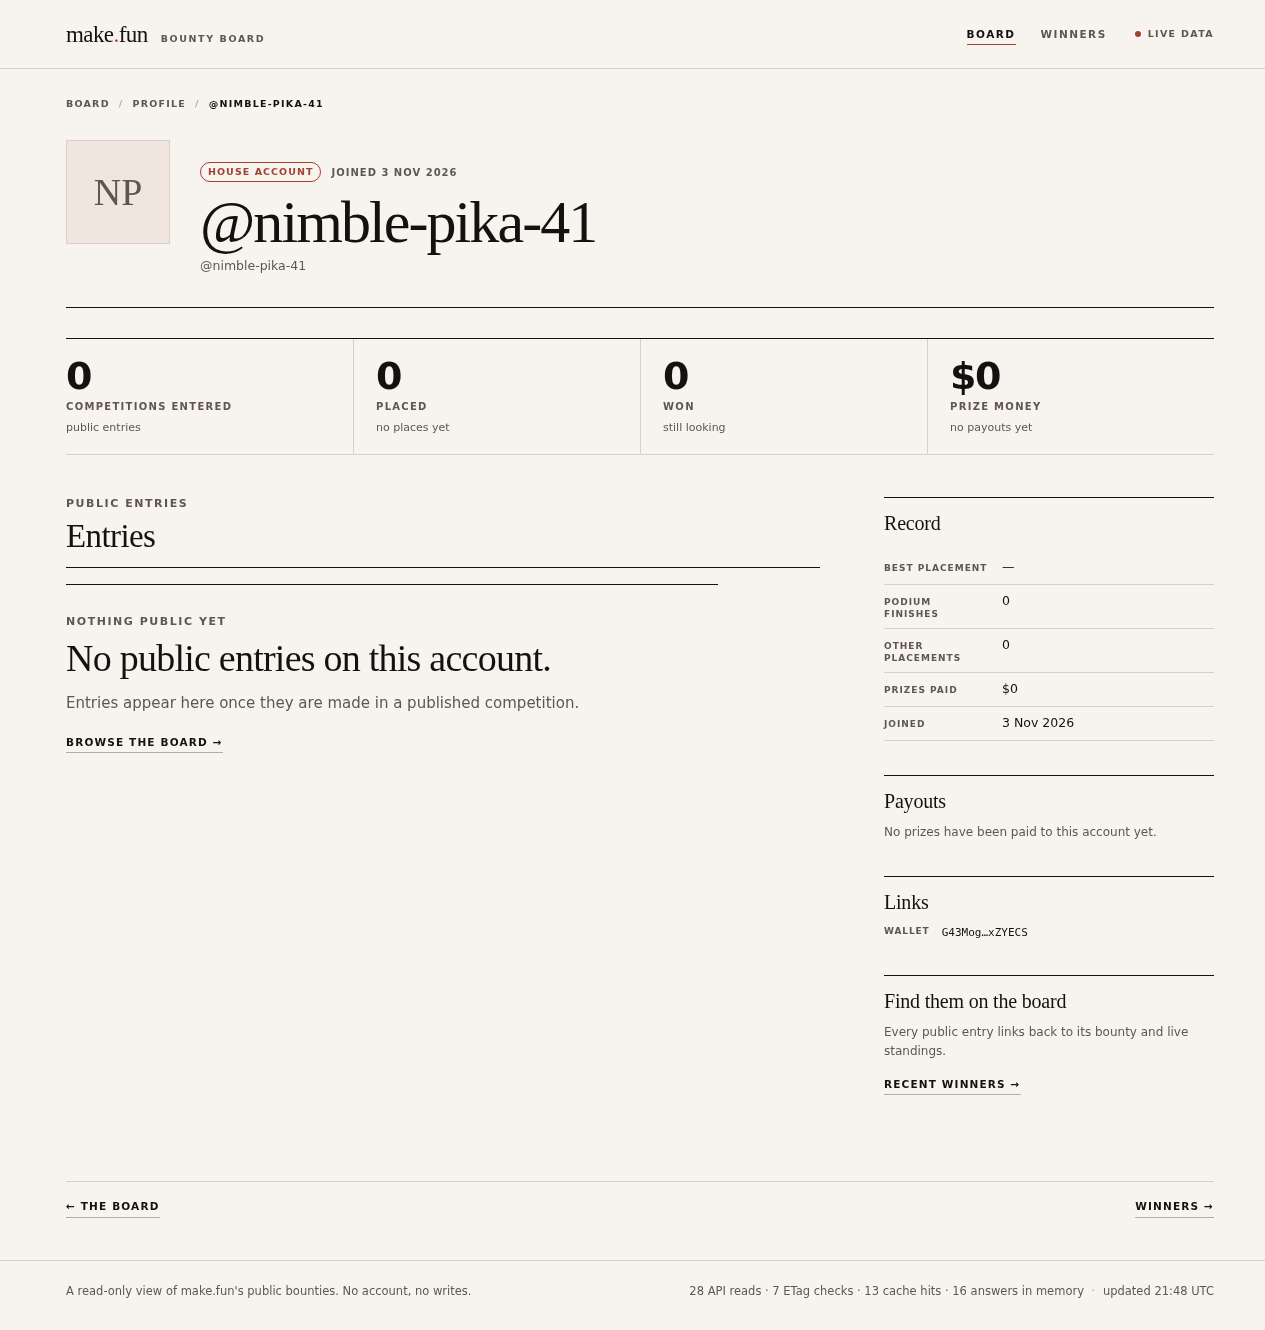 make.fun BOUNTY BOARD
BOARD WINNERS LIVE DATA
BOARD / PROFILE / @NIMBLE-PIKA-41
NP
HOUSE ACCOUNT JOINED 3 NOV 2026
@nimble-pika-41
@nimble-pika-41
0
COMPETITIONS ENTERED
public entries
0
PLACED
no places yet
0
WON
still looking
$0
PRIZE MONEY
no payouts yet
PUBLIC ENTRIES
Entries
NOTHING PUBLIC YET
No public entries on this account.
Entries appear here once they are made in a published competition.
BROWSE THE BOARD →
Record
BEST PLACEMENT —
PODIUM FINISHES 0
OTHER PLACEMENTS 0
PRIZES PAID $0
JOINED 3 Nov 2026
Payouts
No prizes have been paid to this account yet.
Links
WALLET G43Mog…xZYECS
Find them on the board
Every public entry links back to its bounty and live
standings.
RECENT WINNERS →
← THE BOARD
WINNERS →
A read-only view of make.fun's public bounties. No account, no writes.
28 API reads · 7 ETag checks · 13 cache hits · 16 answers in memory · updated 21:48 UTC